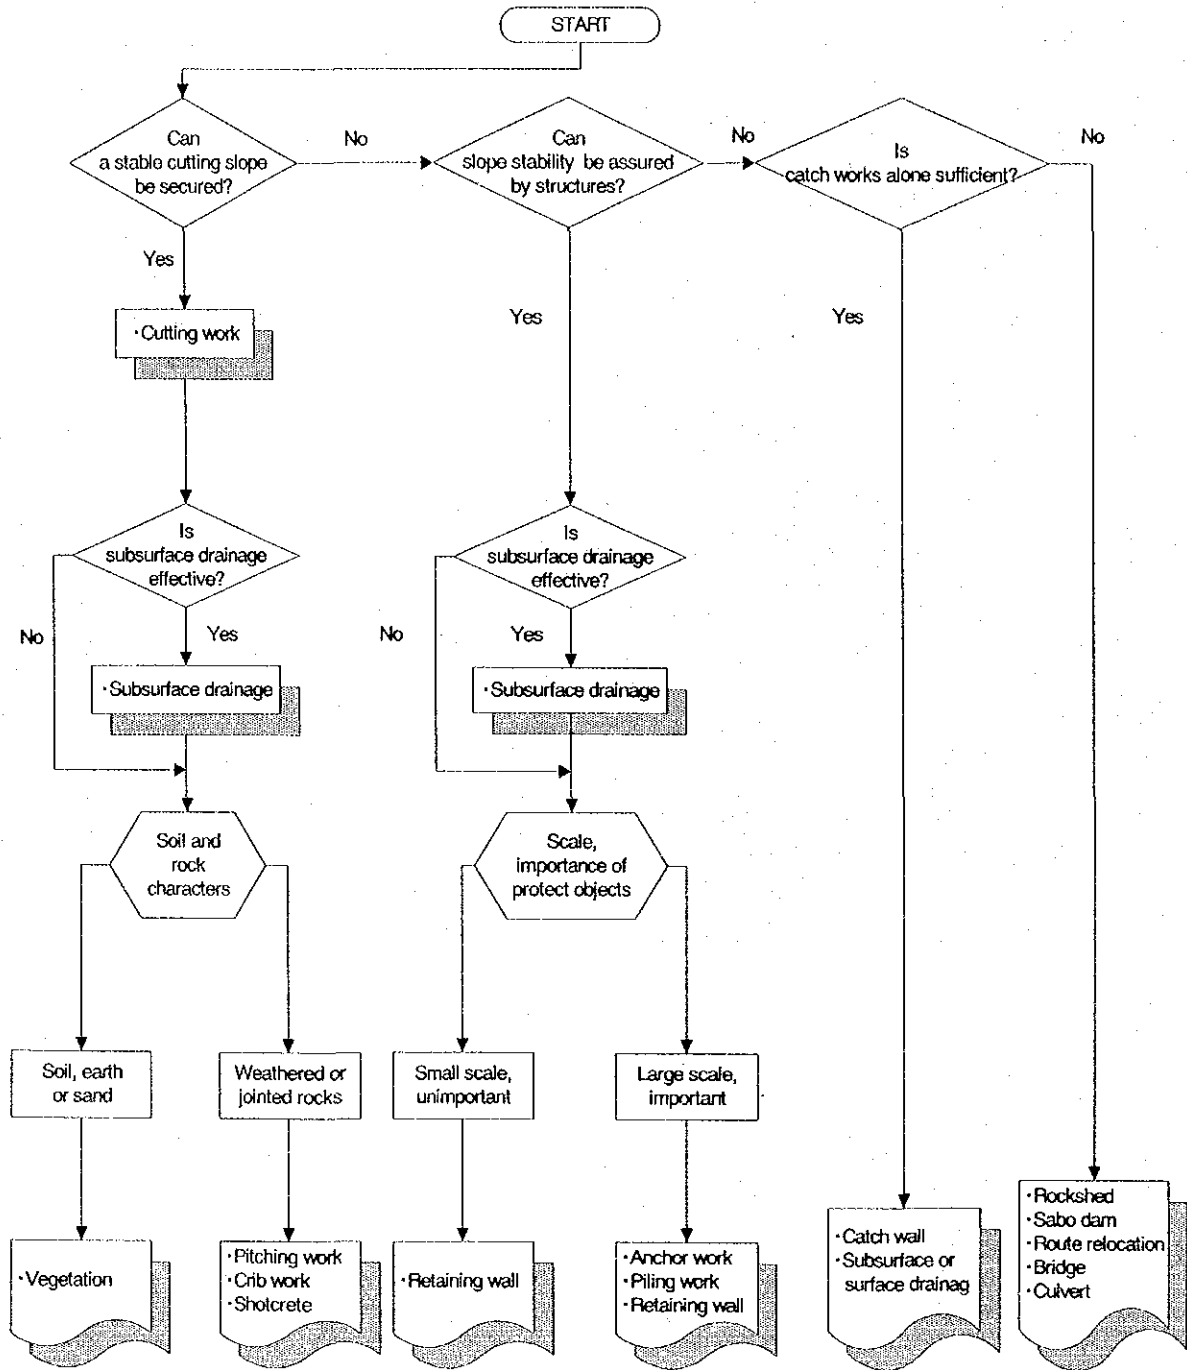 START
Can
a stable cutting slope
be secured?
No
Can
slope stability be assured
by structures?
No
Is
catch works alone sufficient?
No
Yes
Yes
Yes
·Cutting work
Is
subsurface drainage
effective?
Is
subsurface drainage
effective?
No
Yes
No
Yes
·Subsurface drainage
·Subsurface drainage
Soil and
rock
characters
Scale,
importance of
protect objects
Soil, earth
or sand
Weathered or
jointed rocks
Small scale,
unimportant
Large scale,
important
·Vegetation
·Pitching work
·Crib work
·Shotcrete
·Retaining wall
·Anchor work
·Piling work
·Retaining wall
·Catch wall
·Subsurface or
surface drainag
·Rockshed
·Sabo dam
·Route relocation
·Bridge
·Culvert